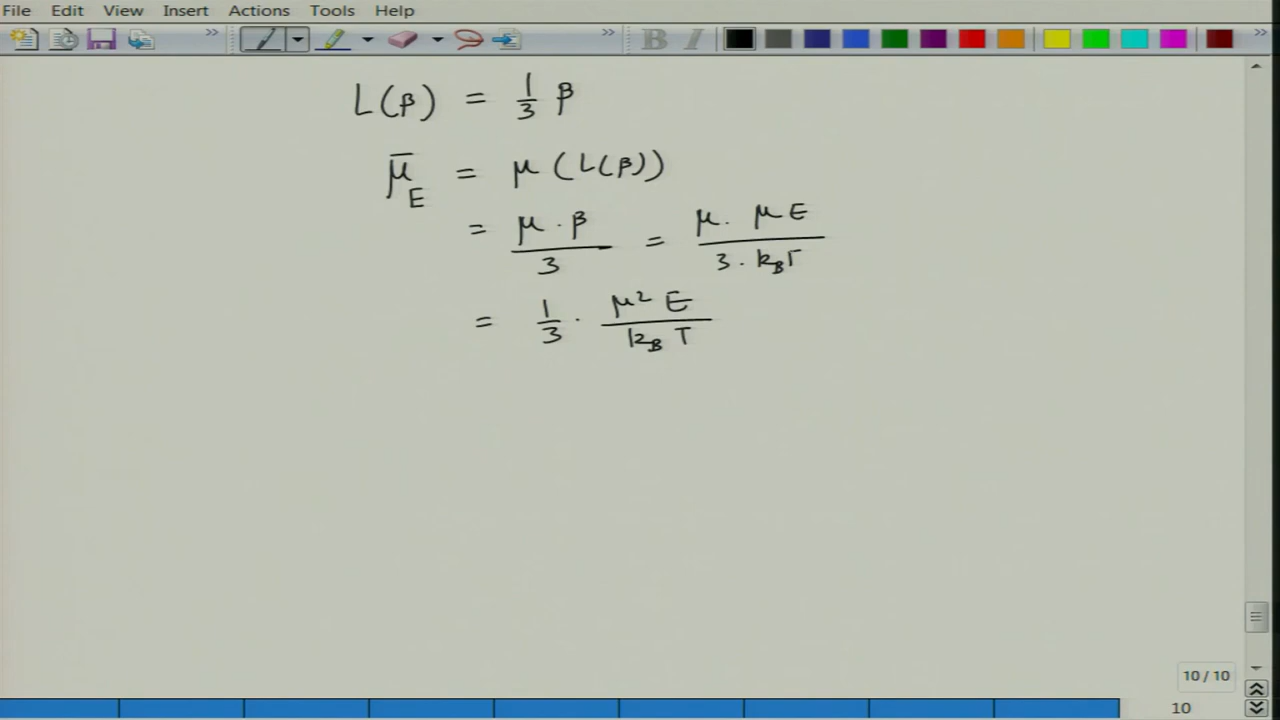 File Edit View Insert Actions Tools Help
B I
L(β) = 1/3 β
μ̄_E = μ (L(β))
= μ · β / 3 = μ · μE / 3 · k_B T
= 1/3 · μ² E / k_B T
10 / 10
10